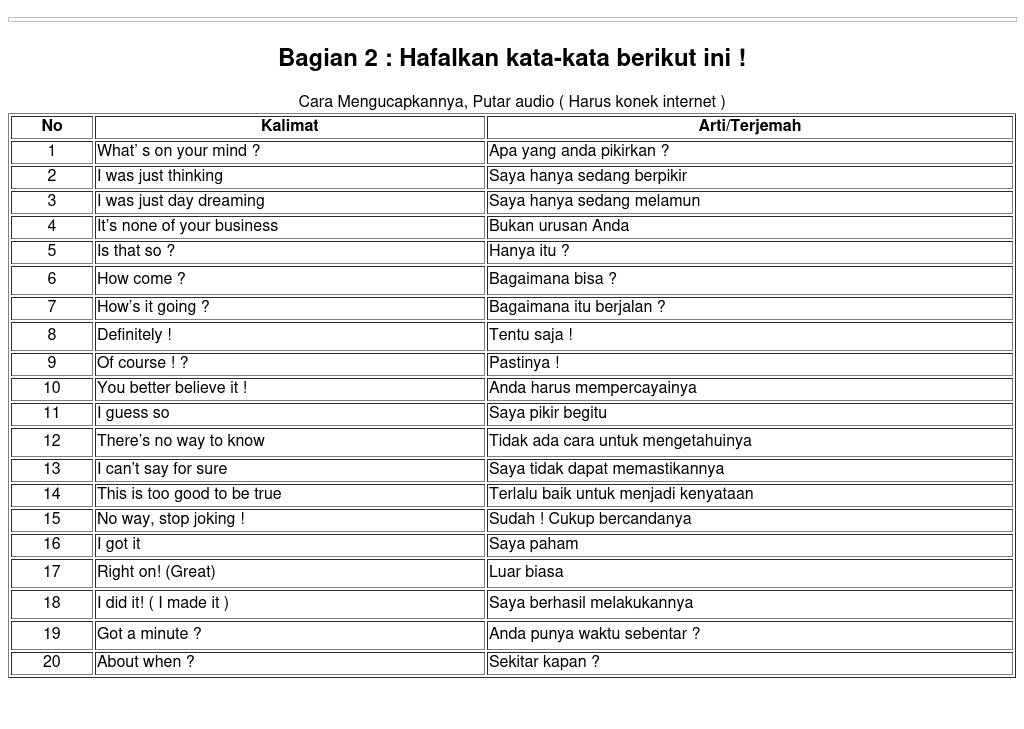 Bagian 2 : Hafalkan kata-kata berikut ini !
Cara Mengucapkannya, Putar audio ( Harus konek internet )
No Kalimat Arti/Terjemah
1 What’ s on your mind ? Apa yang anda pikirkan ?
2 I was just thinking Saya hanya sedang berpikir
3 I was just day dreaming Saya hanya sedang melamun
4 It’s none of your business Bukan urusan Anda
5 Is that so ? Hanya itu ?
6 How come ? Bagaimana bisa ?
7 How’s it going ? Bagaimana itu berjalan ?
8 Definitely ! Tentu saja !
9 Of course ! ? Pastinya !
10 You better believe it ! Anda harus mempercayainya
11 I guess so Saya pikir begitu
12 There’s no way to know Tidak ada cara untuk mengetahuinya
13 I can’t say for sure Saya tidak dapat memastikannya
14 This is too good to be true Terlalu baik untuk menjadi kenyataan
15 No way, stop joking ! Sudah ! Cukup bercandanya
16 I got it Saya paham
17 Right on! (Great) Luar biasa
18 I did it! ( I made it ) Saya berhasil melakukannya
19 Got a minute ? Anda punya waktu sebentar ?
20 About when ? Sekitar kapan ?